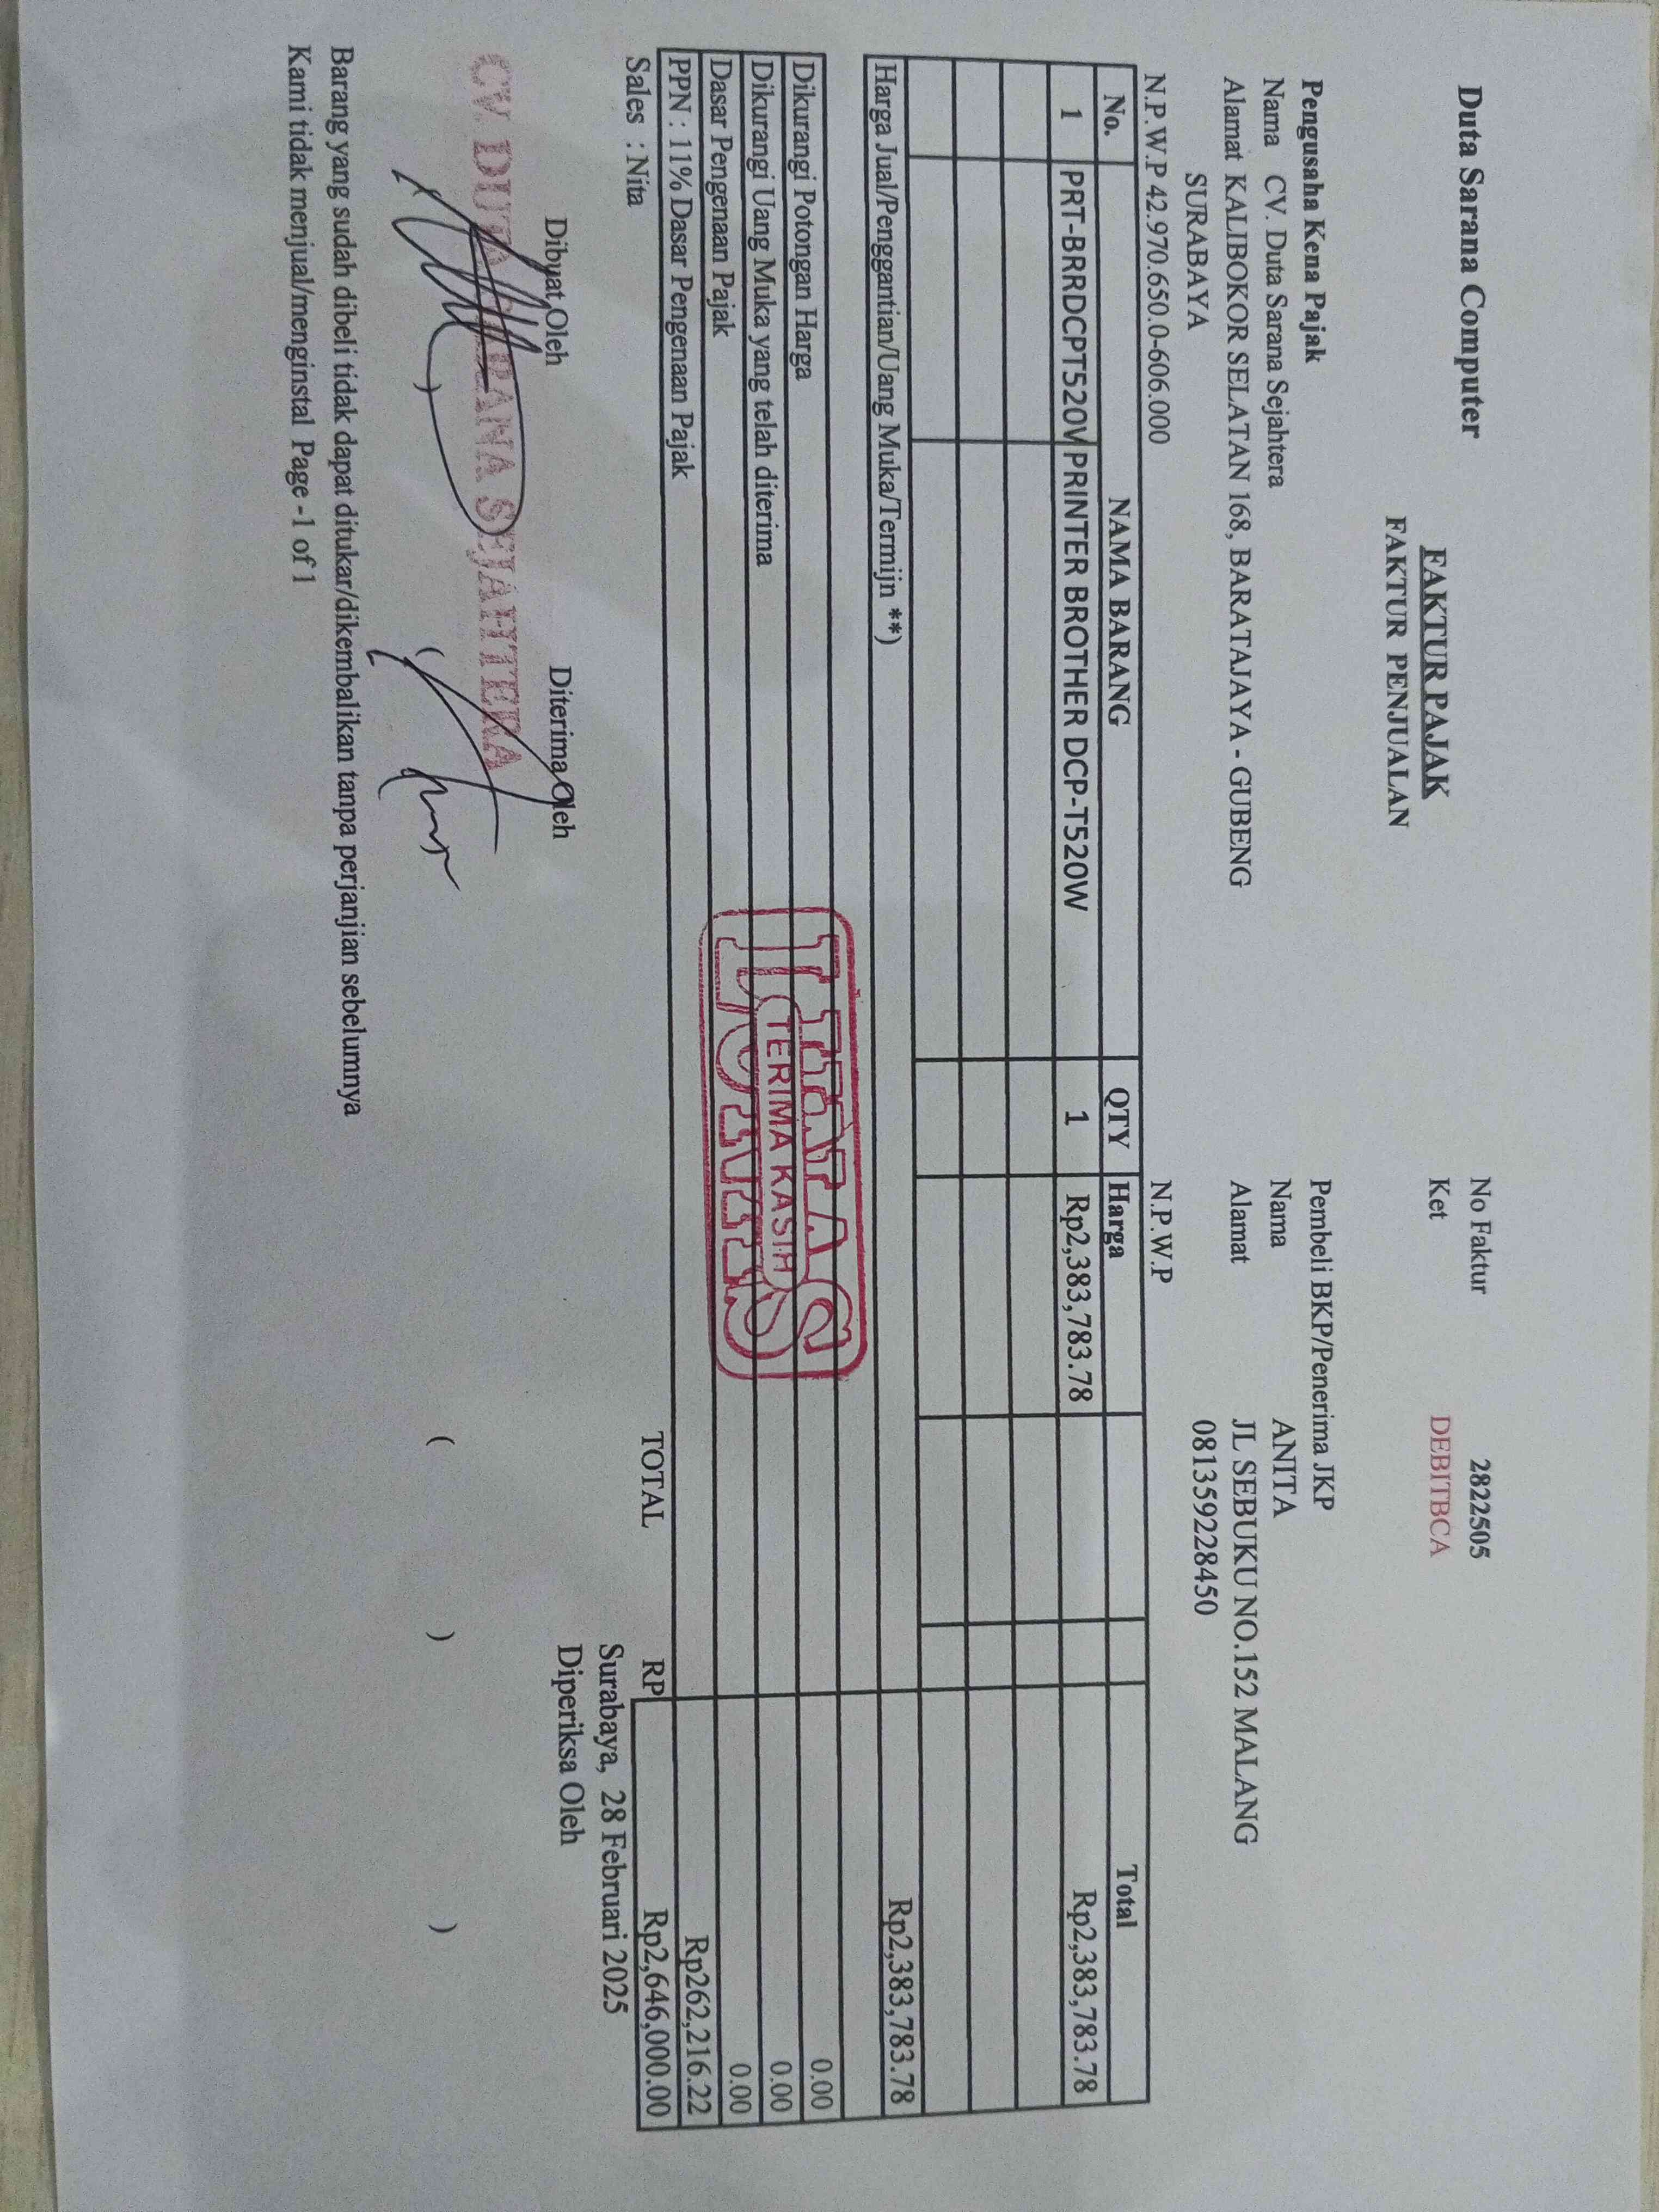 Duta Sarana Computer
FAKTUR PAJAK
FAKTUR PENJUALAN
No Faktur 2822505
Ket DEBITBCA
Pengusaha Kena Pajak
Nama CV. Duta Sarana Sejahtera
Alamat KALIBOKOR SELATAN 168, BARATAJAYA - GUBENG
SURABAYA
N.P.W.P 42.970.650.0-606.000
Pembeli BKP/Penerima JKP
Nama ANITA
Alamat JL SEBUKU NO.152 MALANG
081359228450
N.P.W.P
No. NAMA BARANG QTY Harga Total
1 PRT-BRRDCPT520W PRINTER BROTHER DCP-T520W 1 Rp2,383,783.78 Rp2,383,783.78
Harga Jual/Penggantian/Uang Muka/Termijn **) Rp2,383,783.78
Dikurangi Potongan Harga 0.00
Dikurangi Uang Muka yang telah diterima 0.00
Dasar Pengenaan Pajak 0.00
PPN : 11% Dasar Pengenaan Pajak Rp262,216.22
LUNAS
TERIMA KASIH
Sales : Nita TOTAL RP Rp2,646,000.00
Surabaya, 28 Februari 2025
Dibuat Oleh Diterima Oleh Diperiksa Oleh
CV. DUTA SARANA SEJAHTERA
( ) ( ) ( )
Barang yang sudah dibeli tidak dapat ditukar/dikembalikan tanpa perjanjian sebelumnya
Kami tidak menjual/menginstal Page -1 of 1